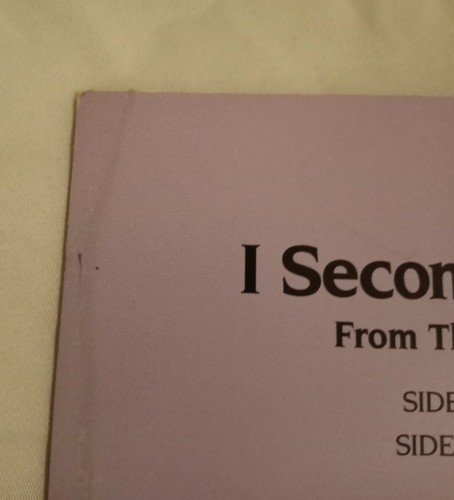 I Secon
From Th
SIDE
SIDE